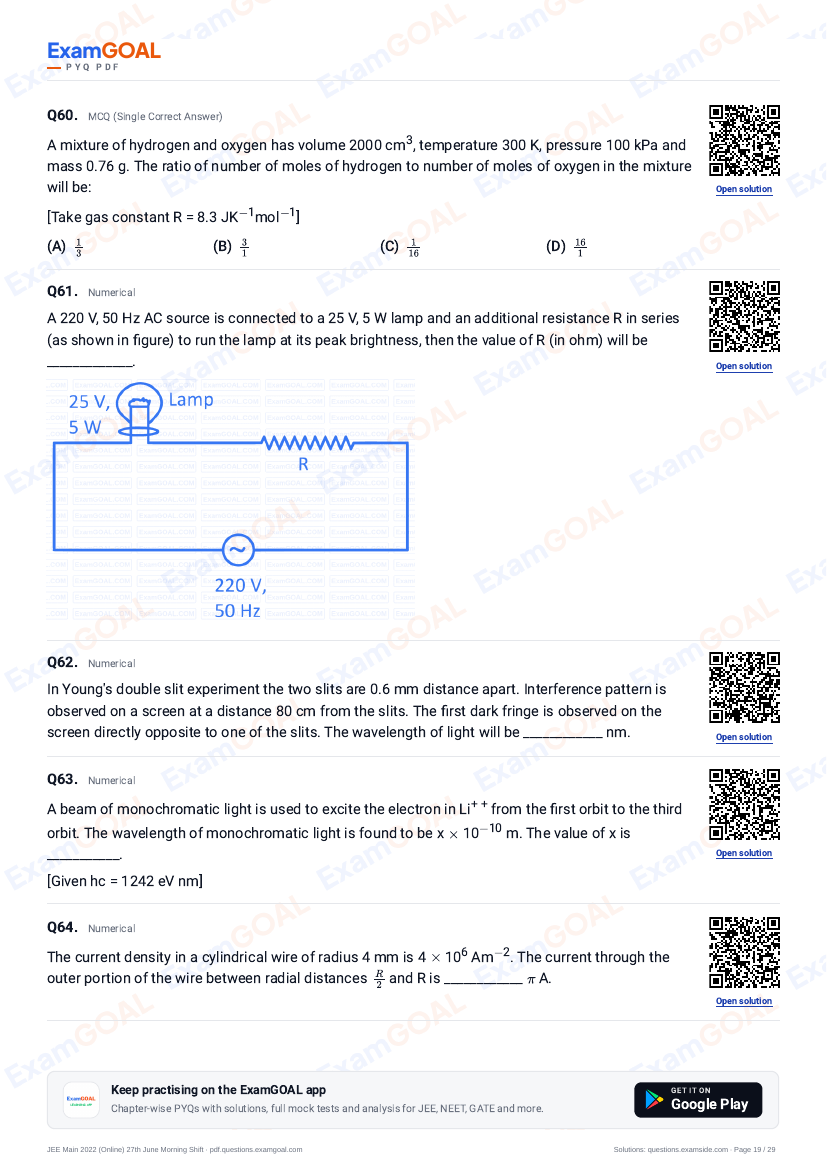 ExamGOAL
PYQ PDF
Q60. MCQ (Single Correct Answer)
A mixture of hydrogen and oxygen has volume 2000 cm³, temperature 300 K, pressure 100 kPa and
mass 0.76 g. The ratio of number of moles of hydrogen to number of moles of oxygen in the mixture
will be:
[Take gas constant R = 8.3 JK⁻¹mol⁻¹]
(A) 1/3 (B) 3/1 (C) 1/16 (D) 16/1
Open solution
Q61. Numerical
A 220 V, 50 Hz AC source is connected to a 25 V, 5 W lamp and an additional resistance R in series
(as shown in figure) to run the lamp at its peak brightness, then the value of R (in ohm) will be
_____________.
Open solution
25 V, Lamp
5 W
R
220 V,
50 Hz
Q62. Numerical
In Young's double slit experiment the two slits are 0.6 mm distance apart. Interference pattern is
observed on a screen at a distance 80 cm from the slits. The first dark fringe is observed on the
screen directly opposite to one of the slits. The wavelength of light will be ____________ nm.
Open solution
Q63. Numerical
A beam of monochromatic light is used to excite the electron in Li⁺⁺ from the first orbit to the third
orbit. The wavelength of monochromatic light is found to be x × 10⁻¹⁰ m. The value of x is
___________.
[Given hc = 1242 eV nm]
Open solution
Q64. Numerical
The current density in a cylindrical wire of radius 4 mm is 4 × 10⁶ Am⁻². The current through the
outer portion of the wire between radial distances R/2 and R is ____________ π A.
Open solution
Keep practising on the ExamGOAL app
Chapter-wise PYQs with solutions, full mock tests and analysis for JEE, NEET, GATE and more.
GET IT ON
Google Play
JEE Main 2022 (Online) 27th June Morning Shift · pdf.questions.examgoal.com
Solutions: questions.examside.com · Page 19 / 29